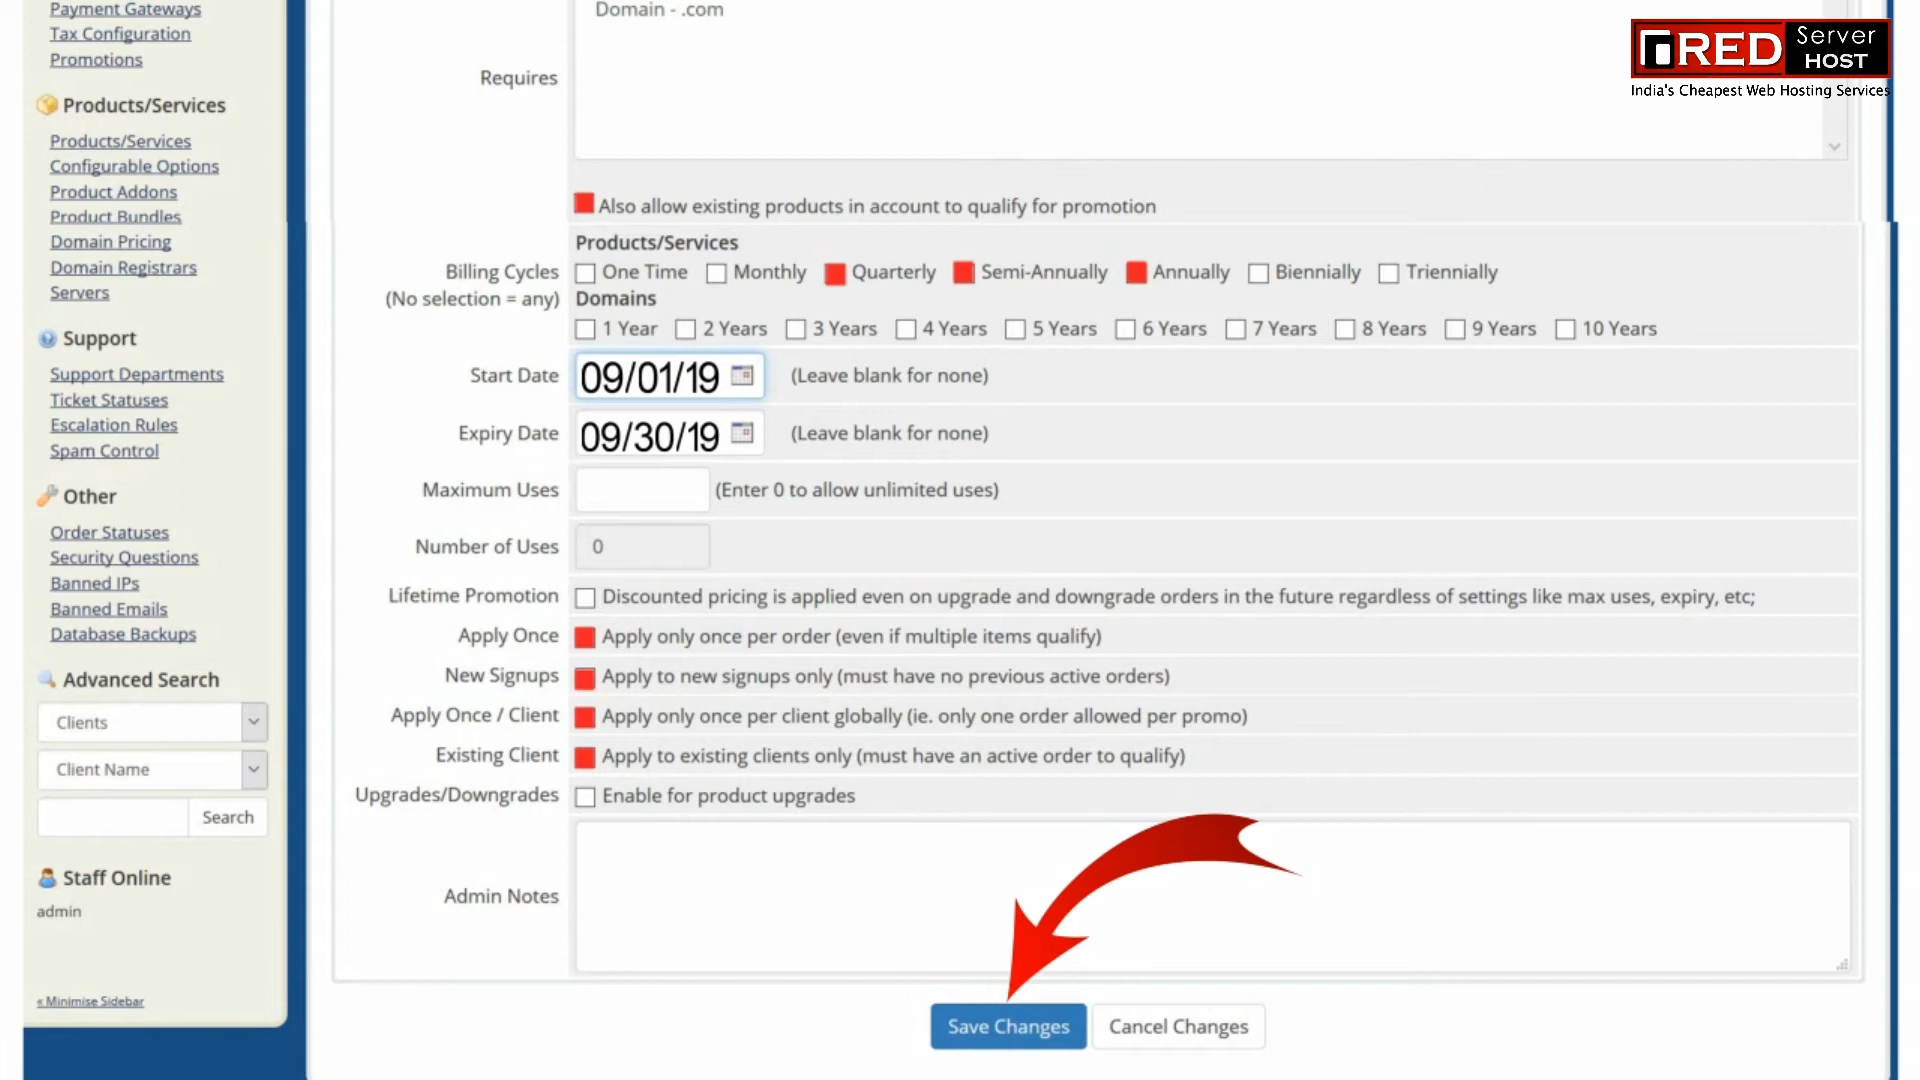 Payment Gateways
Tax Configuration
Promotions
Products/Services
Products/Services
Configurable Options
Product Addons
Product Bundles
Domain Pricing
Domain Registrars
Servers
Support
Support Departments
Ticket Statuses
Escalation Rules
Spam Control
Other
Order Statuses
Security Questions
Banned IPs
Banned Emails
Database Backups
Advanced Search
Clients
Client Name
Search
Staff Online
admin
« Minimise Sidebar
RED Server HOST
India's Cheapest Web Hosting Services
Domain - .com
Requires
Also allow existing products in account to qualify for promotion
Products/Services
Billing Cycles One Time Monthly Quarterly Semi-Annually Annually Biennially Triennially
(No selection = any) Domains
1 Year 2 Years 3 Years 4 Years 5 Years 6 Years 7 Years 8 Years 9 Years 10 Years
Start Date 09/01/19 (Leave blank for none)
Expiry Date 09/30/19 (Leave blank for none)
Maximum Uses (Enter 0 to allow unlimited uses)
Number of Uses 0
Lifetime Promotion Discounted pricing is applied even on upgrade and downgrade orders in the future regardless of settings like max uses, expiry, etc;
Apply Once Apply only once per order (even if multiple items qualify)
New Signups Apply to new signups only (must have no previous active orders)
Apply Once / Client Apply only once per client globally (ie. only one order allowed per promo)
Existing Client Apply to existing clients only (must have an active order to qualify)
Upgrades/Downgrades Enable for product upgrades
Admin Notes
Save Changes Cancel Changes